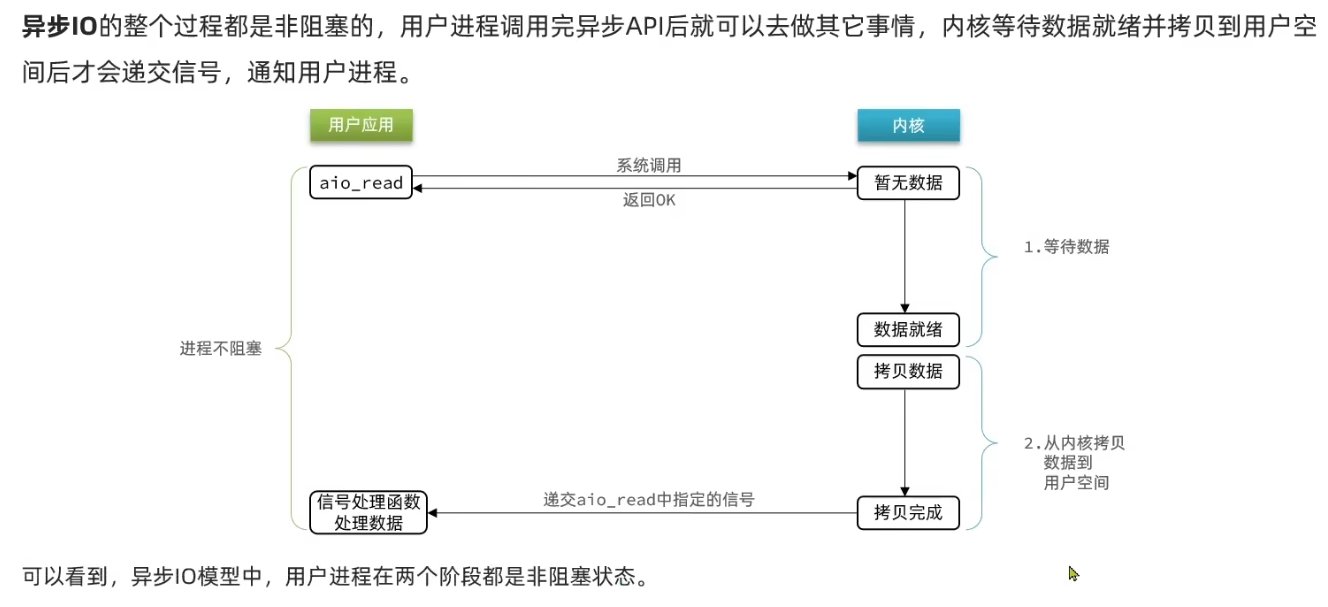 异步IO的整个过程都是非阻塞的，用户进程调用完异步API后就可以去做其它事情，内核等待数据就绪并拷贝到用户空
间后才会递交信号，通知用户进程。
用户应用
内核
aio_read
系统调用
返回OK
暂无数据
1.等待数据
数据就绪
进程不阻塞
拷贝数据
2.从内核拷贝
数据到
用户空间
信号处理函数
处理数据
递交aio_read中指定的信号
拷贝完成
可以看到，异步IO模型中，用户进程在两个阶段都是非阻塞状态。